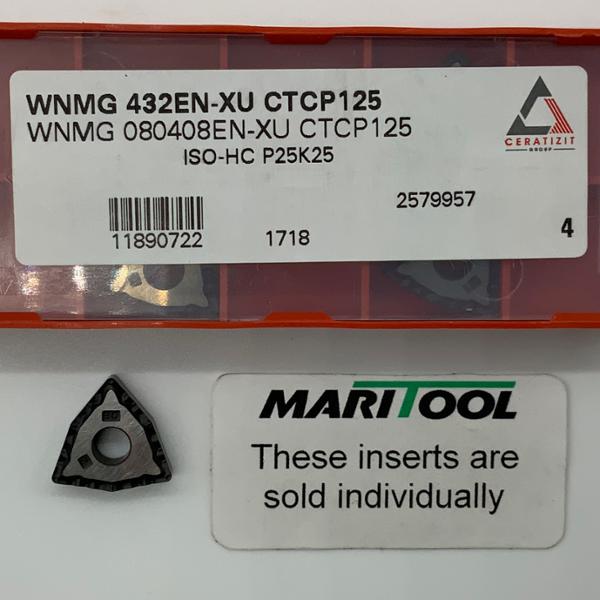 WNMG 432EN-XU CTCP125
WNMG 080408EN-XU CTCP125
ISO-HC P25K25
CERATIZIT
GROUP
2579957
11890722
1718
4
MARITOOL
These inserts are
sold individually